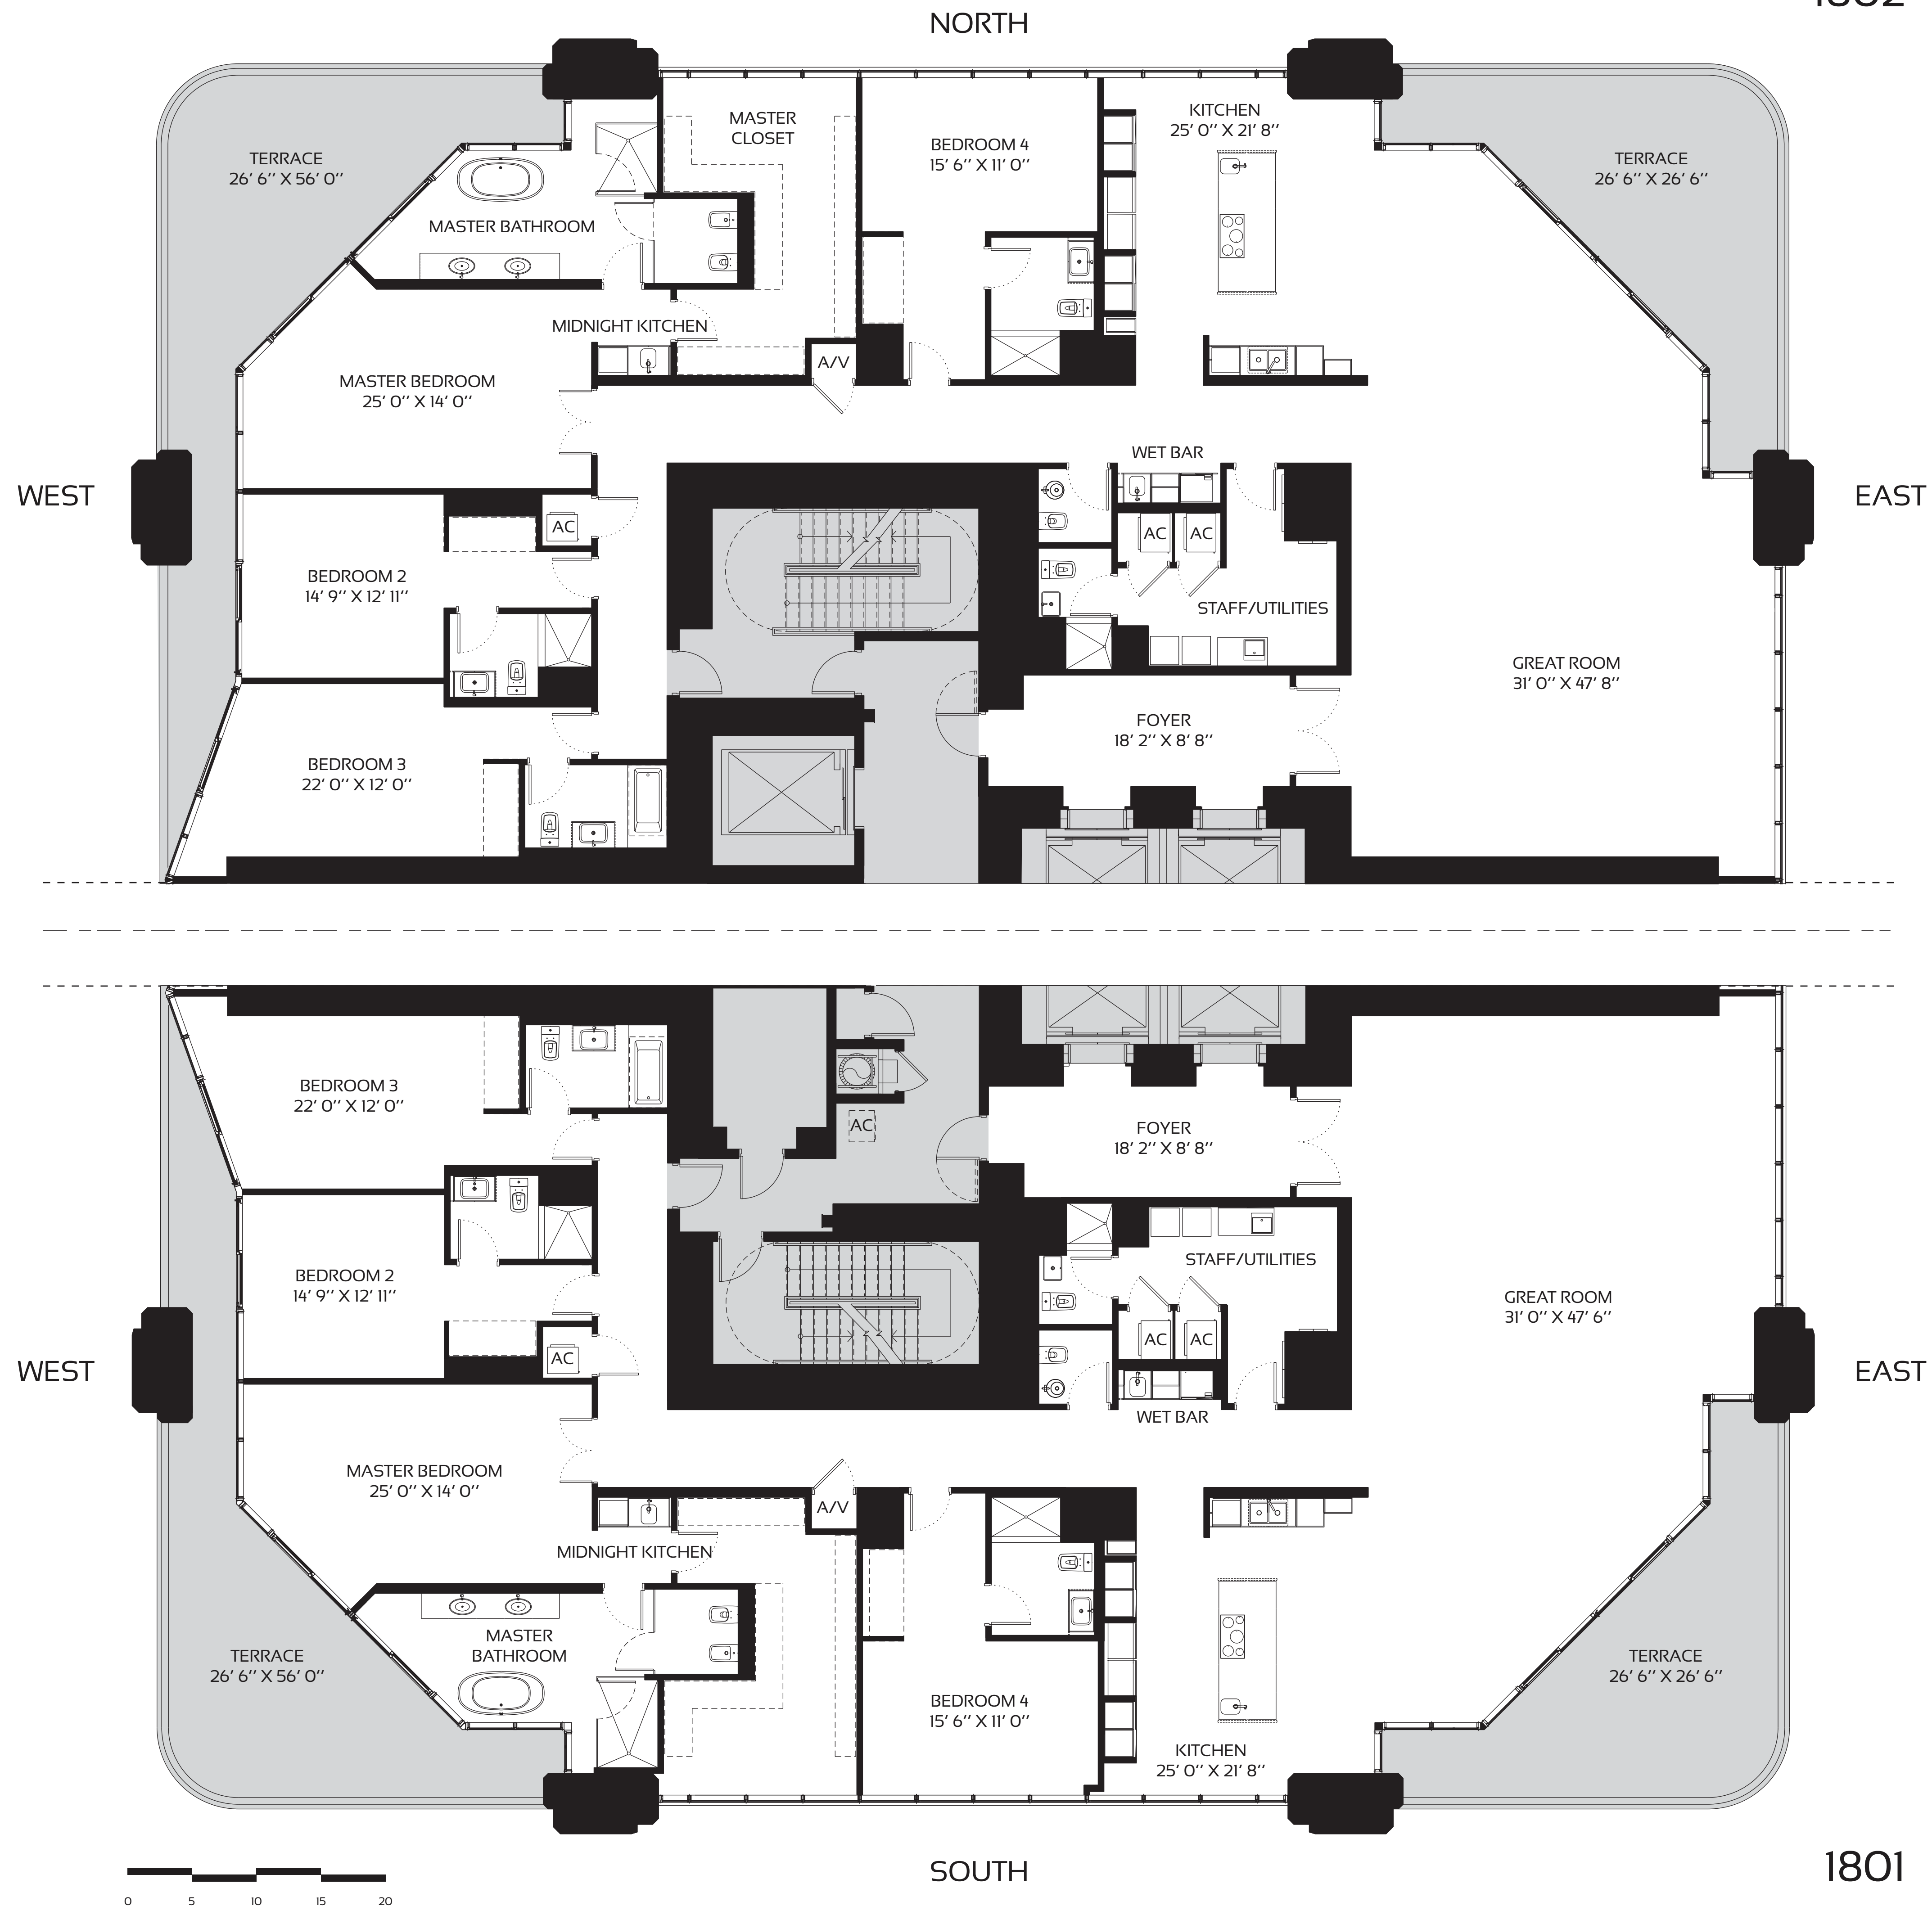 NORTH
TERRACE
26' 6'' X 56' 0''
MASTER BATHROOM
MASTER
CLOSET
BEDROOM 4
15' 6'' X 11' 0''
KITCHEN
25' 0'' X 21' 8''
TERRACE
26' 6'' X 26' 6''
MIDNIGHT KITCHEN
A/V
MASTER BEDROOM
25' 0'' X 14' 0''
WET BAR
WEST
EAST
AC
AC
AC
BEDROOM 2
14' 9'' X 12' 11''
STAFF/UTILITIES
GREAT ROOM
31' 0'' X 47' 8''
FOYER
18' 2'' X 8' 8''
BEDROOM 3
22' 0'' X 12' 0''
BEDROOM 3
22' 0'' X 12' 0''
AC
FOYER
18' 2'' X 8' 8''
STAFF/UTILITIES
BEDROOM 2
14' 9'' X 12' 11''
GREAT ROOM
31' 0'' X 47' 6''
AC
AC
AC
WEST
EAST
WET BAR
MASTER BEDROOM
25' 0'' X 14' 0''
A/V
MIDNIGHT KITCHEN
MASTER
BATHROOM
TERRACE
26' 6'' X 56' 0''
BEDROOM 4
15' 6'' X 11' 0''
KITCHEN
25' 0'' X 21' 8''
TERRACE
26' 6'' X 26' 6''
SOUTH
1801
0 5 10 15 20